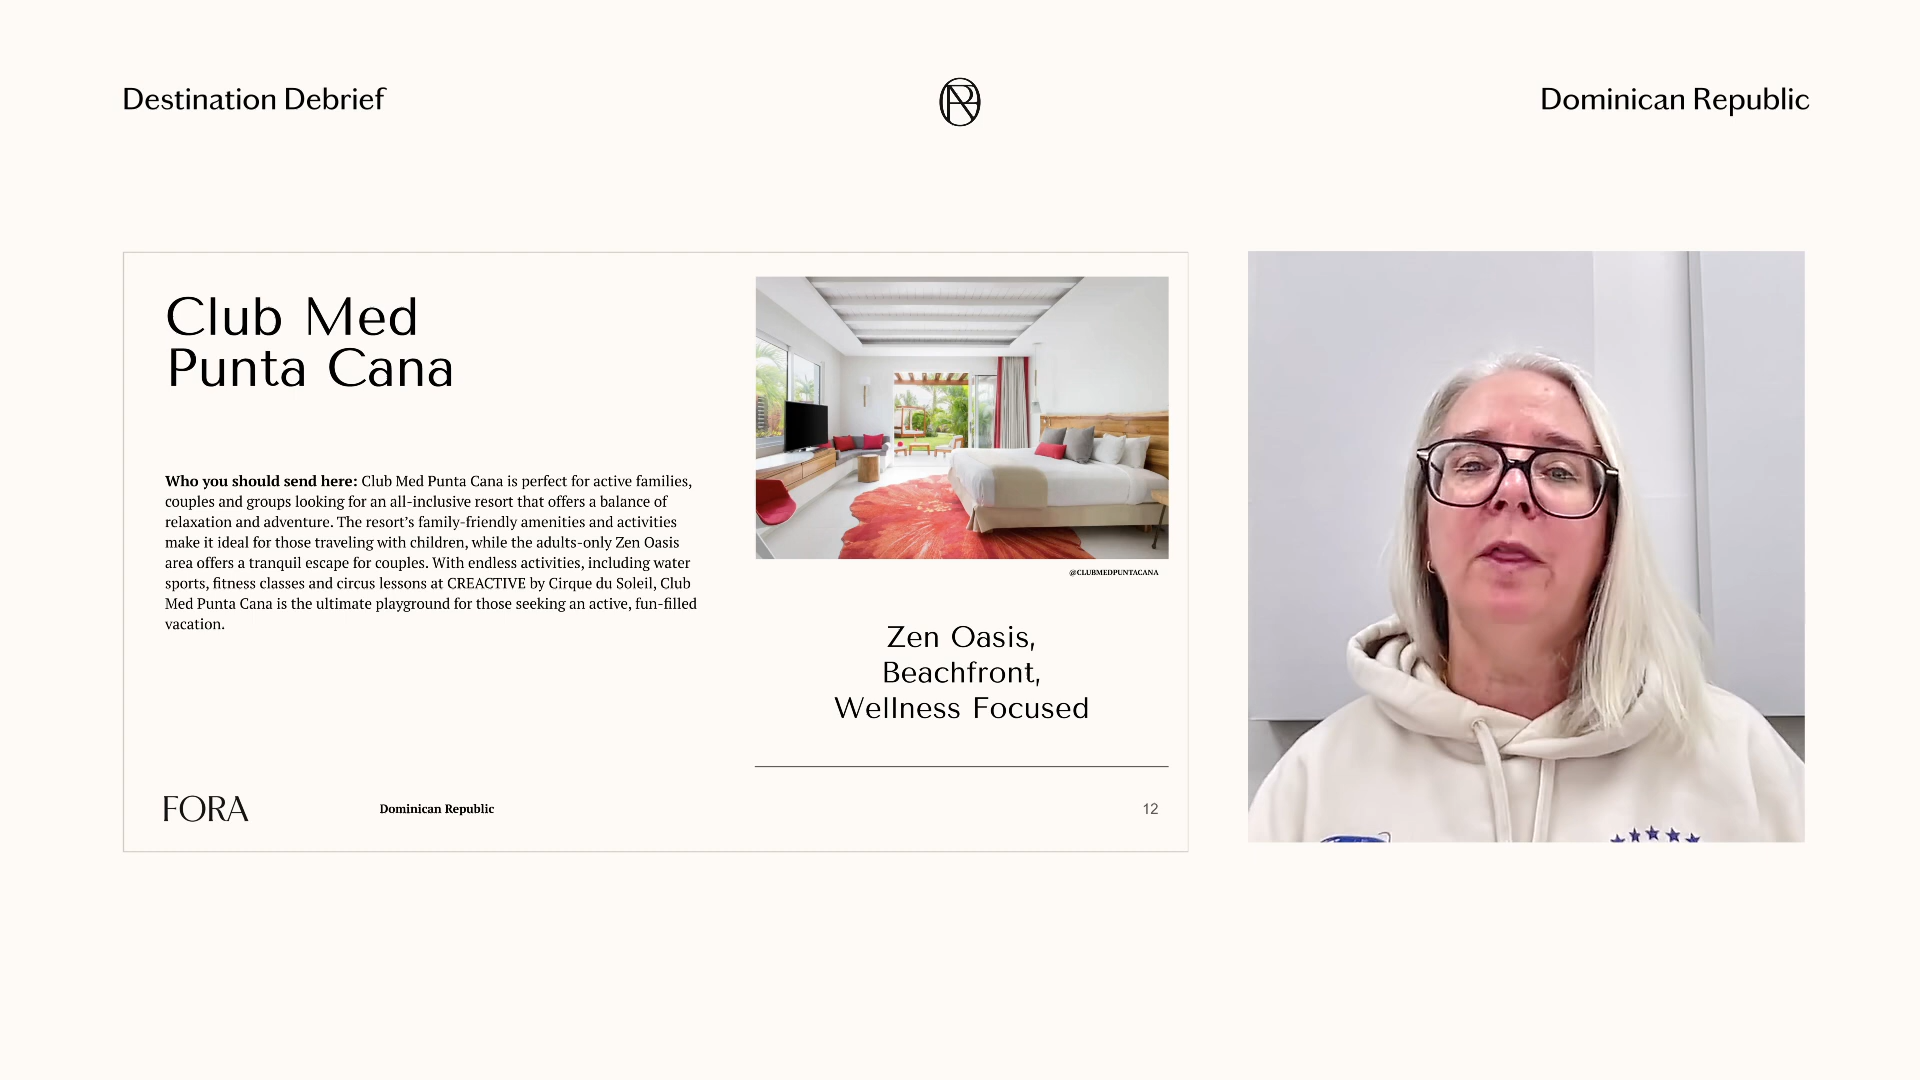 Destination Debrief
Dominican Republic
Club Med
Punta Cana
Who you should send here: Club Med Punta Cana is perfect for active families,
couples and groups looking for an all-inclusive resort that offers a balance of
relaxation and adventure. The resort’s family-friendly amenities and activities
make it ideal for those traveling with children, while the adults-only Zen Oasis
area offers a tranquil escape for couples. With endless activities, including water
sports, fitness classes and circus lessons at CREACTIVE by Cirque du Soleil, Club
Med Punta Cana is the ultimate playground for those seeking an active, fun-filled
vacation.
@CLUBMEDPUNTACANA
Zen Oasis,
Beachfront,
Wellness Focused
FORA
Dominican Republic
12